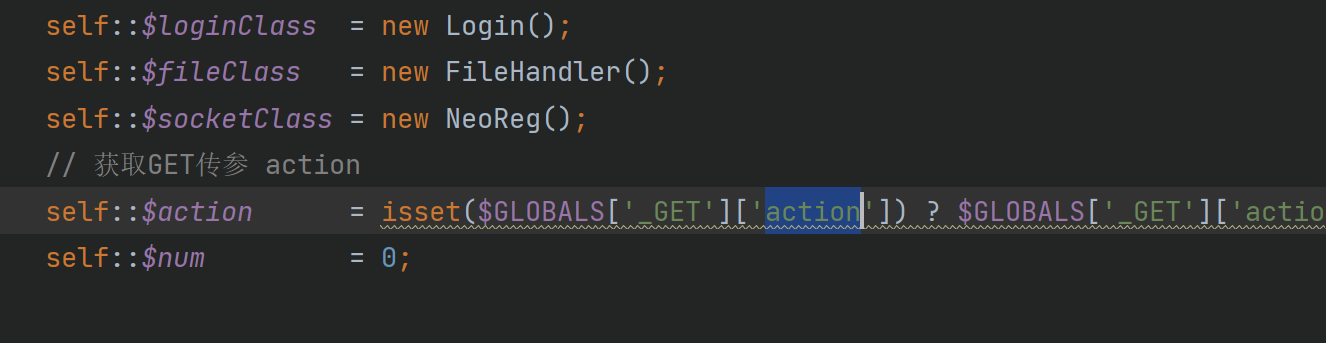 self::$loginClass = new Login();
self::$fileClass = new FileHandler();
self::$socketClass = new NeoReg();
// 获取GET传参 action
self::$action = isset($GLOBALS['_GET']['action']) ? $GLOBALS['_GET']['actio
self::$num = 0;